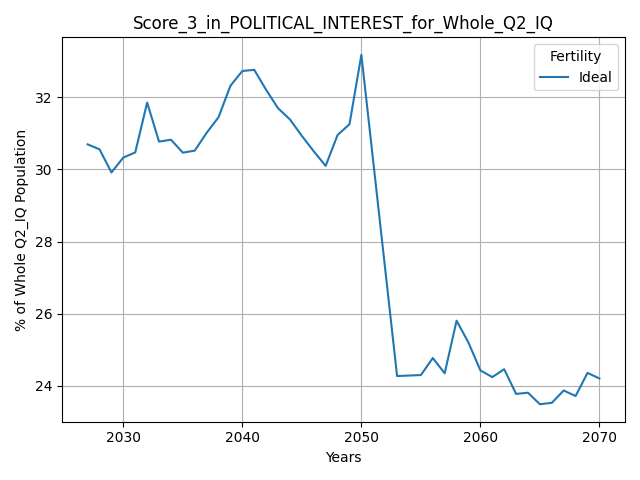 Score_3_in_POLITICAL_INTEREST_for_Whole_Q2_IQ
Fertility
Ideal
% of Whole Q2_IQ Population
32
30
28
26
24
2030
2040
2050
2060
2070
Years